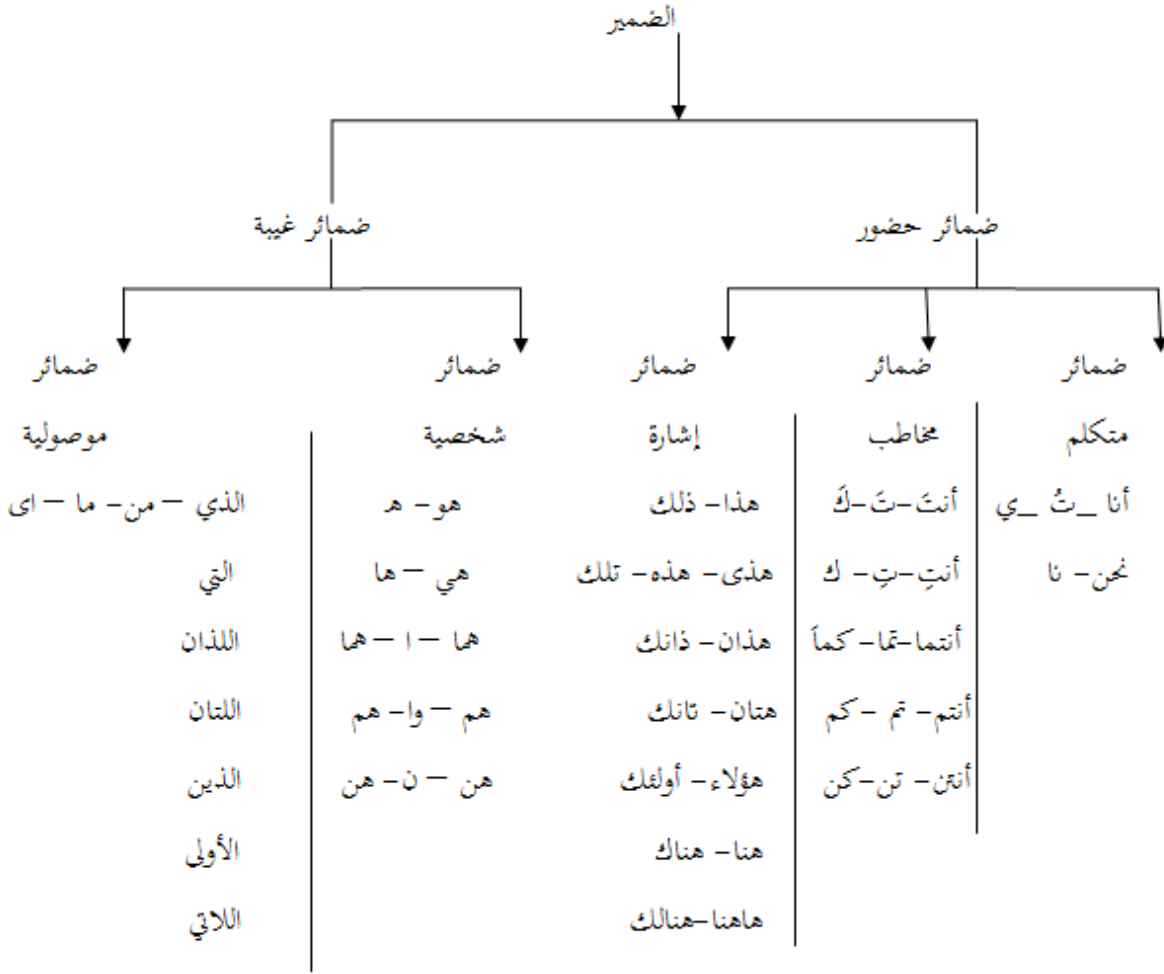 الضمير
ضمائر حضور
ضمائر غيبة
ضمائر
متكلم
أنا _تُ _ي
نحن- نا
ضمائر
مخاطب
أنتَ-تَ-كَ
أنتِ-تِ- ك
أنتما-تما- كماَ
أنتم- تم - كم
أنتن- تن-كن
ضمائر
إشارة
هذا- ذلك
هذى- هذه- تلك
هذان- ذانك
هتان- تانك
هؤلاء- أولئك
هنا- هناك
هاهنا-هنالك
ضمائر
شخصية
هو- هـ
هي – ها
هما – ا – هما
هم – وا- هم
هن – ن- هن
ضمائر
موصولية
الذي – من- ما – اى
التي
اللذان
اللتان
الذين
الأولى
اللاتي